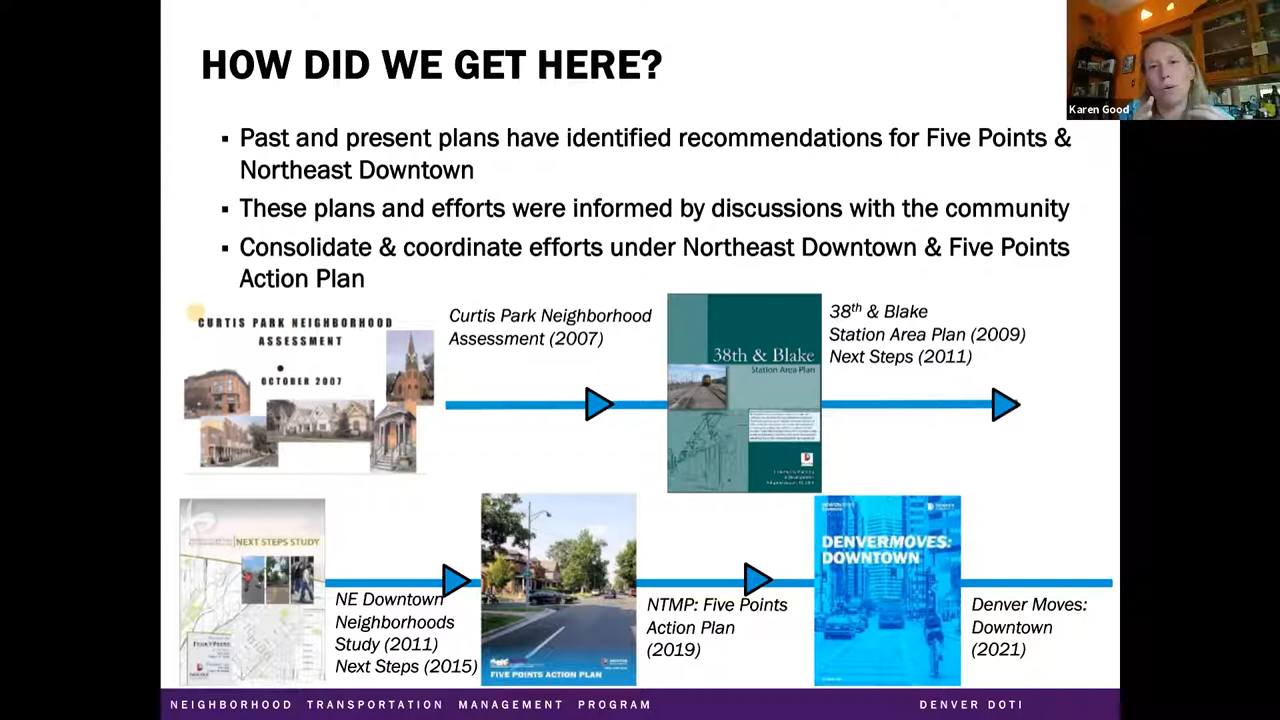 HOW DID WE GET HERE?
Karen Good
▪ Past and present plans have identified recommendations for Five Points &
Northeast Downtown
▪ These plans and efforts were informed by discussions with the community
▪ Consolidate & coordinate efforts under Northeast Downtown & Five Points
Action Plan
CURTIS PARK NEIGHBORHOOD
ASSESSMENT
OCTOBER 2007
Curtis Park Neighborhood
Assessment (2007)
38th & Blake
Station Area Plan
38th & Blake
Station Area Plan (2009)
Next Steps (2011)
NEXT STEPS STUDY
NE Downtown
Neighborhoods
Study (2011)
Next Steps (2015)
FIVE POINTS ACTION PLAN
NTMP: Five Points
Action Plan
(2019)
DENVERMOVES:
DOWNTOWN
Denver Moves:
Downtown
(2021)
NEIGHBORHOOD TRANSPORTATION MANAGEMENT PROGRAM
DENVER DOTI